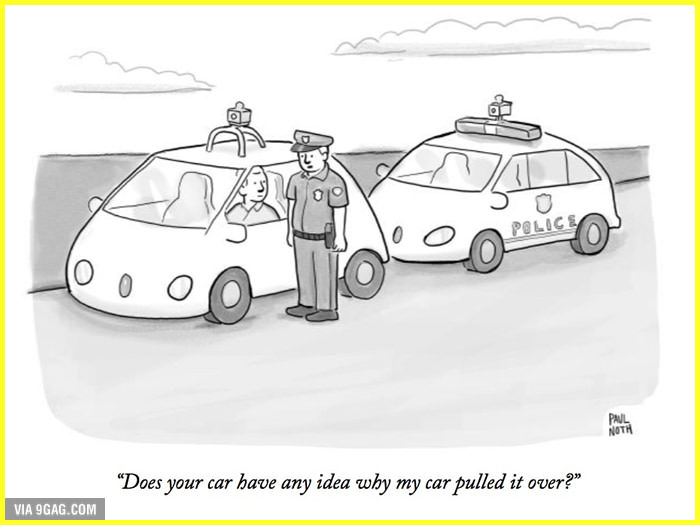 POLICE
PAUL
NOTH
“Does your car have any idea why my car pulled it over?”
VIA 9GAG.COM